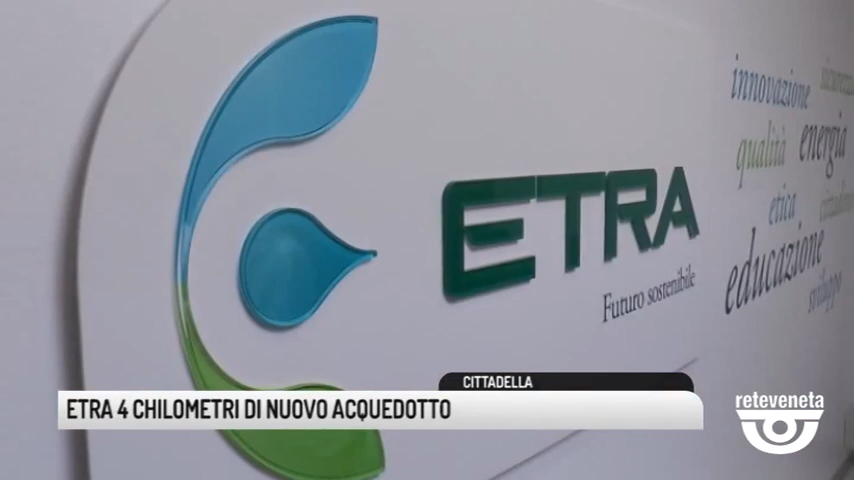 ETRA
Futuro sostenibile
innovazione
qualità
energia
etica
educazione
sviluppo
CITTADELLA
ETRA 4 CHILOMETRI DI NUOVO ACQUEDOTTO
reteveneta